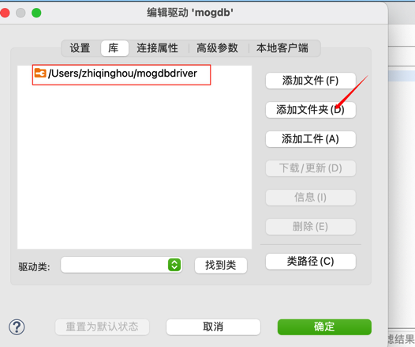 编辑驱动 'mogdb'
设置 库 连接属性 高级参数 本地客户端
/Users/zhiqinghou/mogdbdriver
添加文件(F)
添加文件夹(D)
添加工件(A)
下载/更新(D)
信息(I)
删除(E)
类路径(C)
驱动类:
找到类
? 重置为默认状态 取消 确定
滤结果